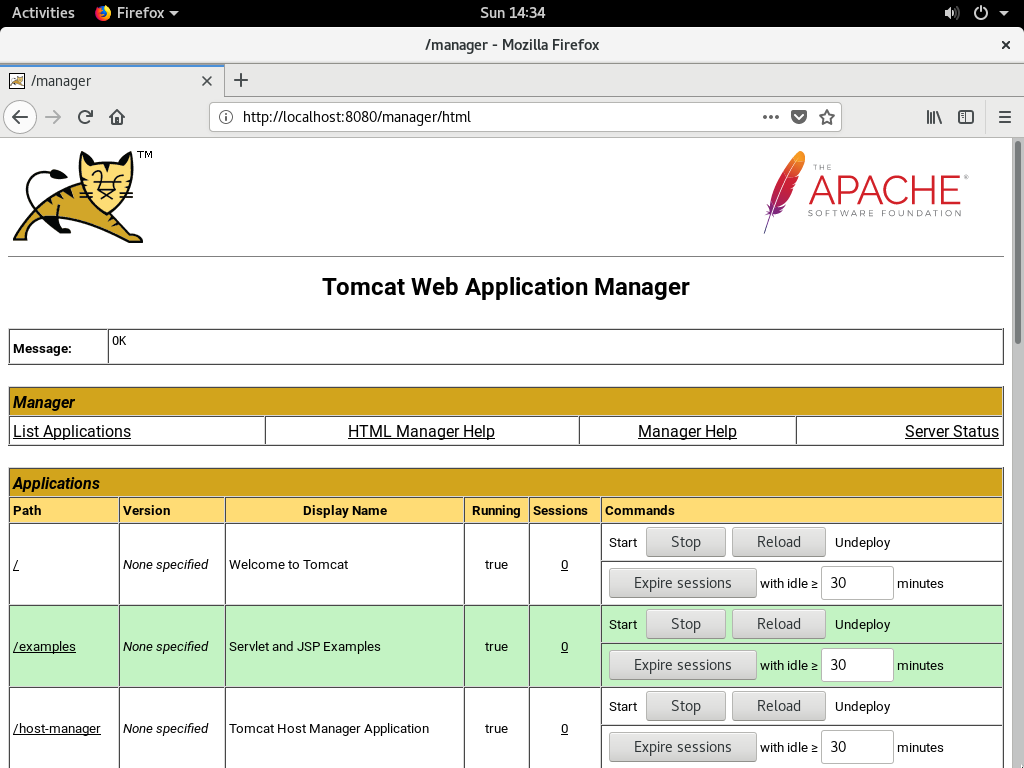 Activities Firefox Sun 14:34
/manager - Mozilla Firefox
/manager
http://localhost:8080/manager/html
TM
THE
APACHE®
SOFTWARE FOUNDATION
Tomcat Web Application Manager
Message: OK
Manager
List Applications HTML Manager Help Manager Help Server Status
Applications
Path Version Display Name Running Sessions Commands
/ None specified Welcome to Tomcat true 0 Start Stop Reload Undeploy
Expire sessions with idle ≥ 30 minutes
/examples None specified Servlet and JSP Examples true 0 Start Stop Reload Undeploy
Expire sessions with idle ≥ 30 minutes
/host-manager None specified Tomcat Host Manager Application true 0 Start Stop Reload Undeploy
Expire sessions with idle ≥ 30 minutes